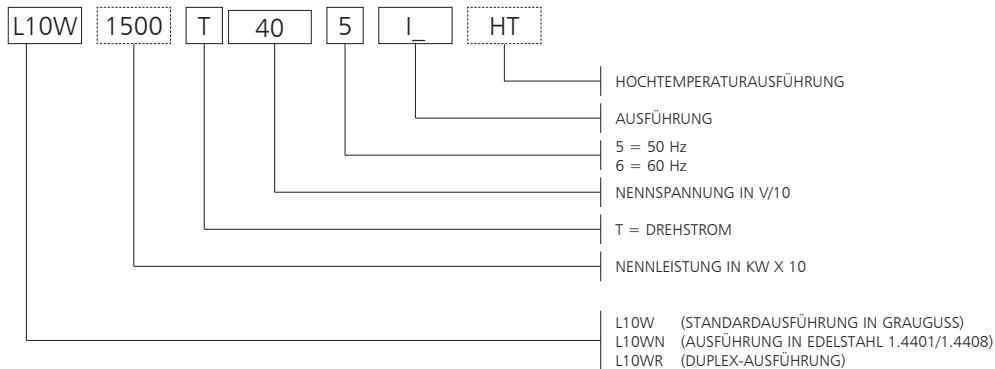 L10W 1500 T 40 5 I_ HT
HOCHTEMPERATURAUSFÜHRUNG
AUSFÜHRUNG
5 = 50 Hz
6 = 60 Hz
NENNSPANNUNG IN V/10
T = DREHSTROM
NENNLEISTUNG IN KW X 10
L10W (STANDARDAUSFÜHRUNG IN GRAUGUSS)
L10WN (AUSFÜHRUNG IN EDELSTAHL 1.4401/1.4408)
L10WR (DUPLEX-AUSFÜHRUNG)